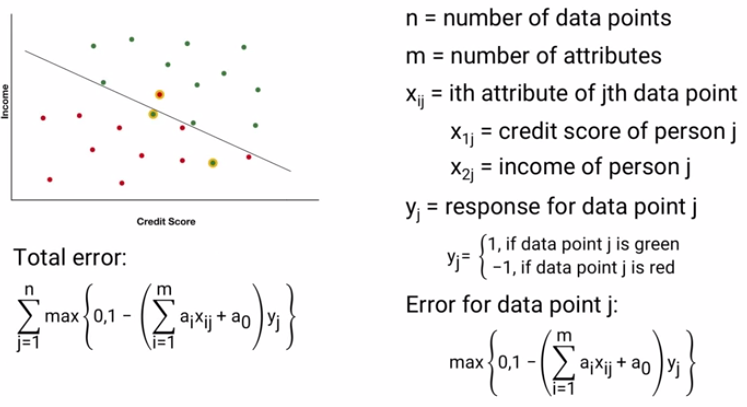 Income
Credit Score
Total error:
n
∑ max{0,1 − (∑ aᵢxᵢⱼ + a₀)yⱼ}
j=1
m
i=1
n = number of data points
m = number of attributes
xᵢⱼ = ith attribute of jth data point
x₁ⱼ = credit score of person j
x₂ⱼ = income of person j
yⱼ = response for data point j
yⱼ= {1, if data point j is green
−1, if data point j is red
Error for data point j:
m
max{0,1 − (∑ aᵢxᵢⱼ + a₀)yⱼ}
i=1